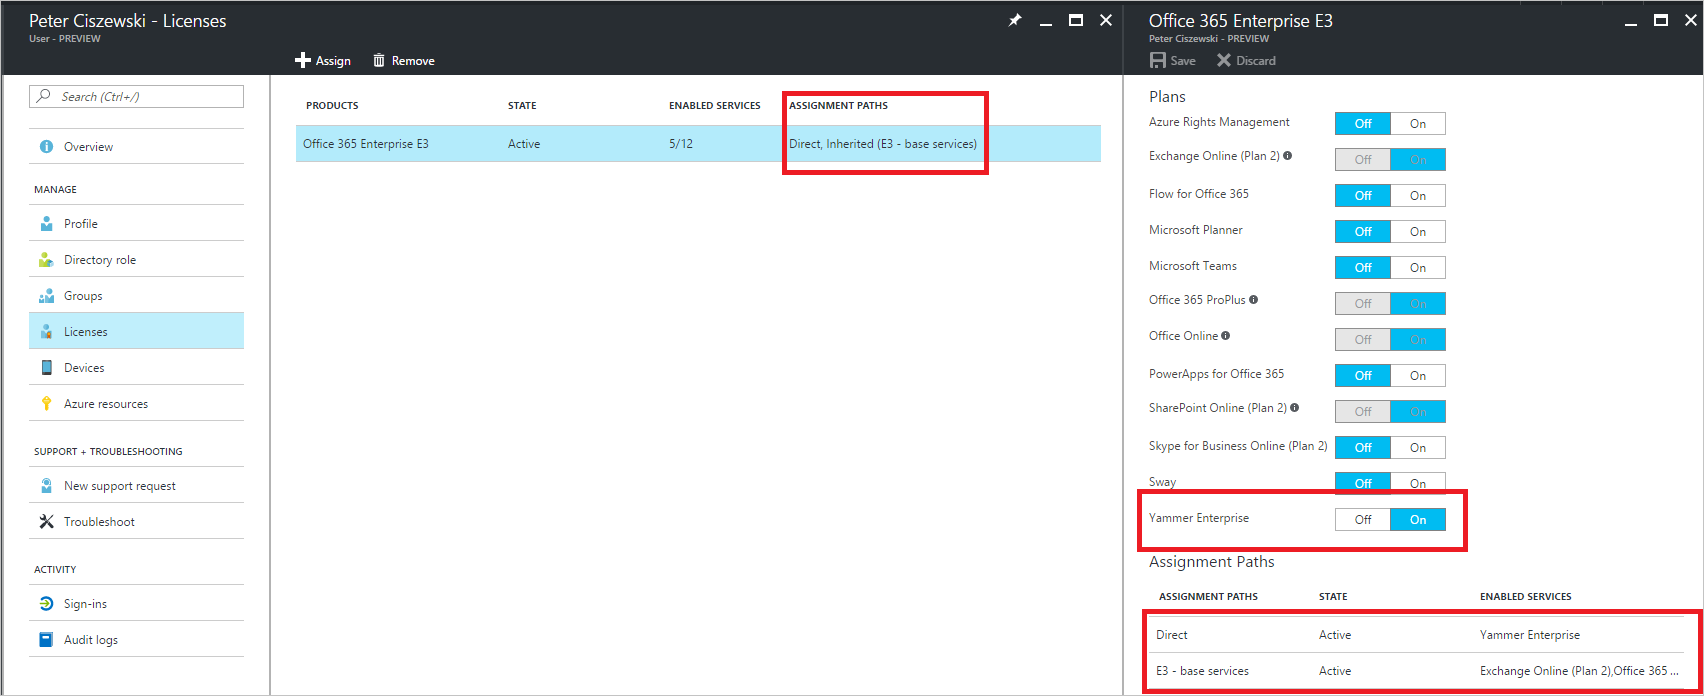 Peter Ciszewski - Licenses
User - PREVIEW
Assign Remove
Search (Ctrl+/)
Overview
MANAGE
Profile
Directory role
Groups
Licenses
Devices
Azure resources
SUPPORT + TROUBLESHOOTING
New support request
Troubleshoot
ACTIVITY
Sign-ins
Audit logs
PRODUCTS STATE ENABLED SERVICES ASSIGNMENT PATHS
Office 365 Enterprise E3 Active 5/12 Direct, Inherited (E3 - base services)
Office 365 Enterprise E3
Peter Ciszewski - PREVIEW
Save Discard
Plans
Azure Rights Management Off On
Exchange Online (Plan 2) Off On
Flow for Office 365 Off On
Microsoft Planner Off On
Microsoft Teams Off On
Office 365 ProPlus Off On
Office Online Off On
PowerApps for Office 365 Off On
SharePoint Online (Plan 2) Off On
Skype for Business Online (Plan 2) Off On
Sway Off On
Yammer Enterprise Off On
Assignment Paths
ASSIGNMENT PATHS STATE ENABLED SERVICES
Direct Active Yammer Enterprise
E3 - base services Active Exchange Online (Plan 2),Office 365 ...